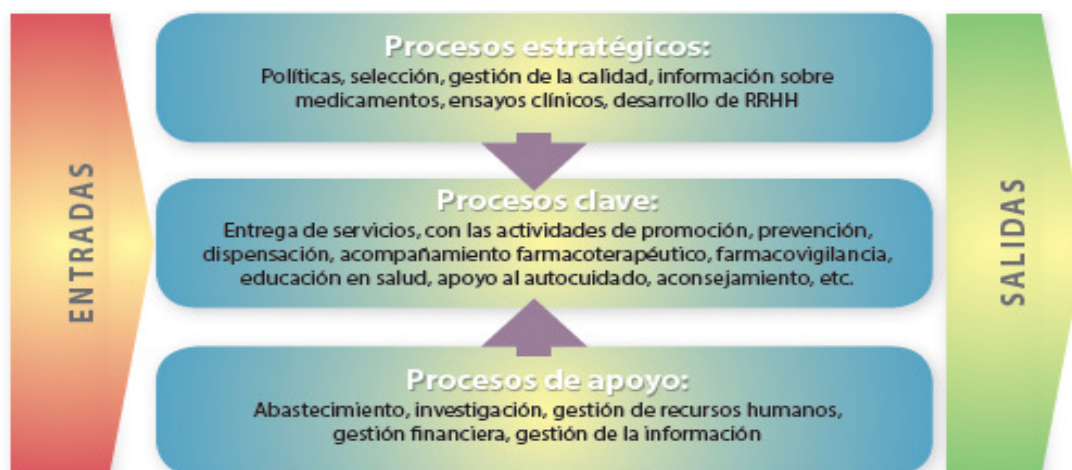 ENTRADAS
Procesos estratégicos:
Políticas, selección, gestión de la calidad, información sobre
medicamentos, ensayos clínicos, desarrollo de RRHH
Procesos clave:
Entrega de servicios, con las actividades de promoción, prevención,
dispensación, acompañamiento farmacoterapéutico, farmacovigilancia,
educación en salud, apoyo al autocuidado, aconsejamiento, etc.
Procesos de apoyo:
Abastecimiento, investigación, gestión de recursos humanos,
gestión financiera, gestión de la información
SALIDAS